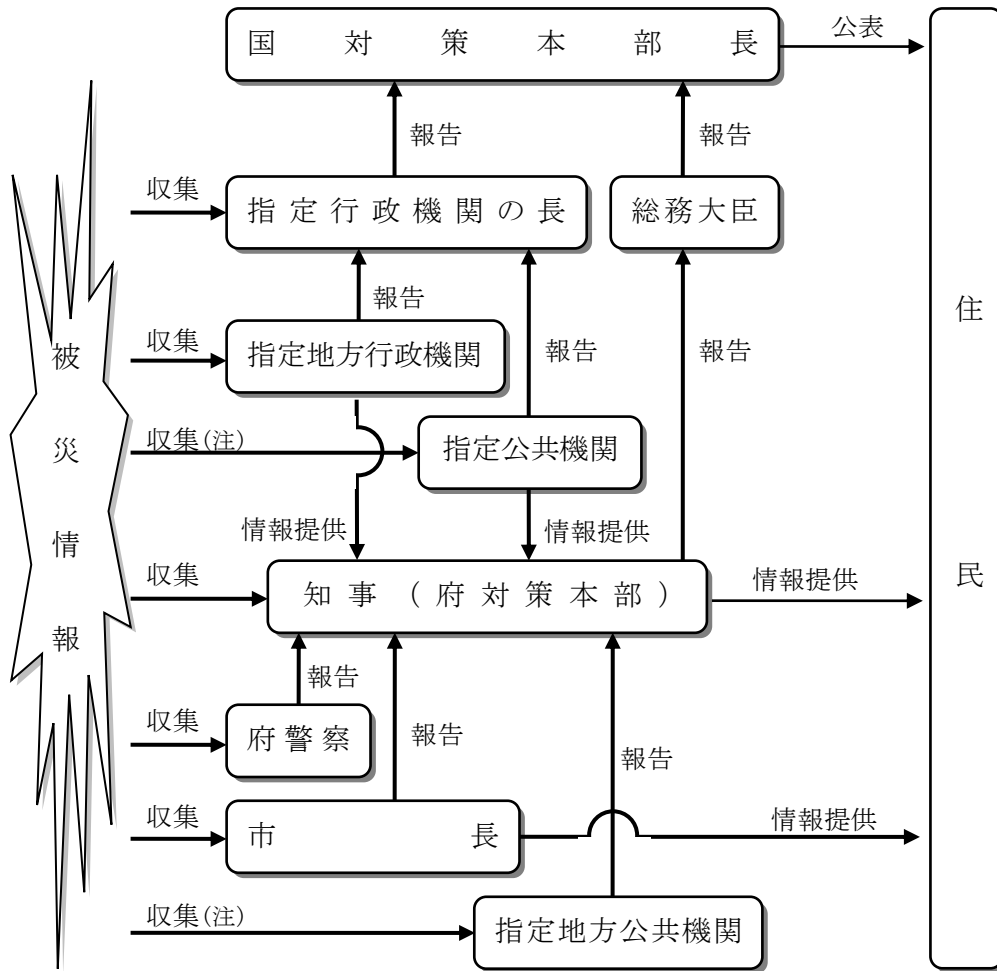 国対策本部長
公表
報告
報告
収集
指定行政機関の長
総務大臣
報告
住民
収集
指定地方行政機関
報告
報告
被災情報
収集(注)
指定公共機関
情報提供
情報提供
収集
知事(府対策本部)
情報提供
報告
収集
府警察
報告
報告
収集
市長
情報提供
収集(注)
指定地方公共機関